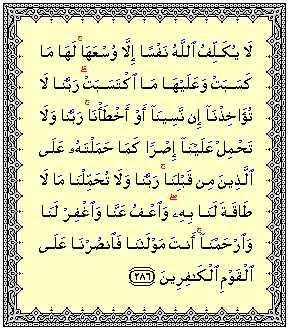 لَا يُكَلِّفُ ٱللَّهُ نَفْسًا إِلَّا وُسْعَهَا ۚ لَهَا مَا
كَسَبَتْ وَعَلَيْهَا مَا ٱكْتَسَبَتْ ۗ رَبَّنَا لَا
تُؤَاخِذْنَآ إِن نَّسِينَآ أَوْ أَخْطَأْنَا ۚ رَبَّنَا وَلَا
تَحْمِلْ عَلَيْنَآ إِصْرًا كَمَا حَمَلْتَهُۥ عَلَى
ٱلَّذِينَ مِن قَبْلِنَا ۚ رَبَّنَا وَلَا تُحَمِّلْنَا مَا لَا
طَاقَةَ لَنَا بِهِۦ ۖ وَٱعْفُ عَنَّا وَٱغْفِرْ لَنَا
وَٱرْحَمْنَآ ۚ أَنتَ مَوْلَىٰنَا فَٱنصُرْنَا عَلَى
ٱلْقَوْمِ ٱلْكَـٰفِرِينَ ٢٨٦